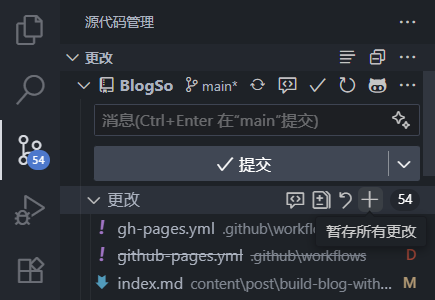 源代码管理
更改
BlogSo main*
54
消息(Ctrl+Enter 在"main"提交)
提交
更改 54
暂存所有更改
gh-pages.yml .github\workflows
github-pages.yml .github\workflows D
index.md content\post\build-blog-with... M